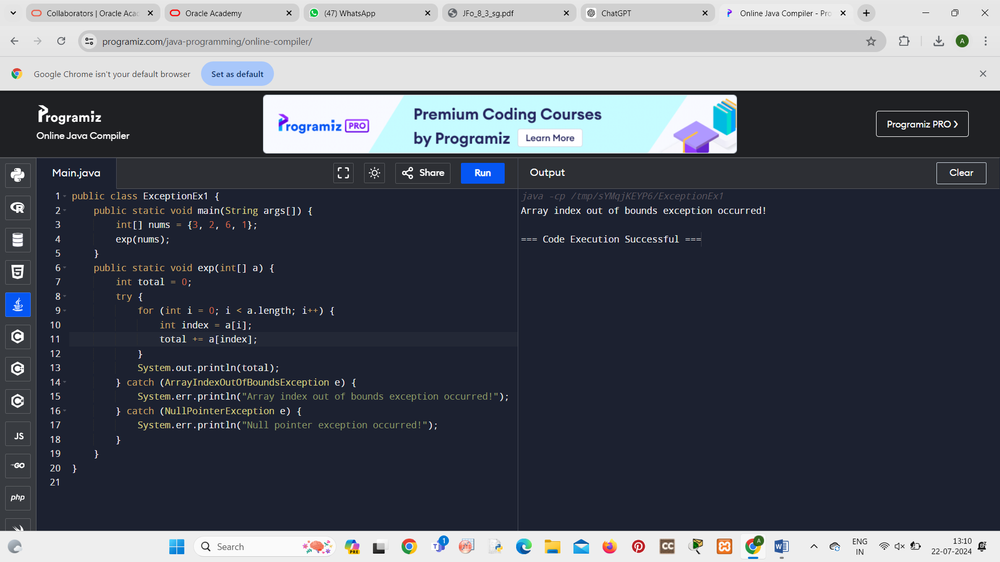 Collaborators | Oracle Aca
Oracle Academy
(47) WhatsApp
JFo_8_3_sg.pdf
ChatGPT
Online Java Compiler - Pro
programiz.com/java-programming/online-compiler/
A
Google Chrome isn't your default browser
Set as default
Programiz
Online Java Compiler
Programiz PRO
Premium Coding Courses
by Programiz
Learn More
Programiz PRO ❯
Main.java
Share
Run
Output
Clear
1 public class ExceptionEx1 {
2     public static void main(String args[]) {
3         int[] nums = {3, 2, 6, 1};
4         exp(nums);
5     }
6     public static void exp(int[] a) {
7         int total = 0;
8         try {
9             for (int i = 0; i < a.length; i++) {
10                 int index = a[i];
11                 total += a[index];
12             }
13             System.out.println(total);
14         } catch (ArrayIndexOutOfBoundsException e) {
15             System.err.println("Array index out of bounds exception occurred!");
16         } catch (NullPointerException e) {
17             System.err.println("Null pointer exception occurred!");
18         }
19     }
20 }
21
java -cp /tmp/sYMqjKEYP6/ExceptionEx1
Array index out of bounds exception occurred!
=== Code Execution Successful ===
JS
GO
php
Search
PRE
1
CC
A
ENG
IN
13:10
22-07-2024